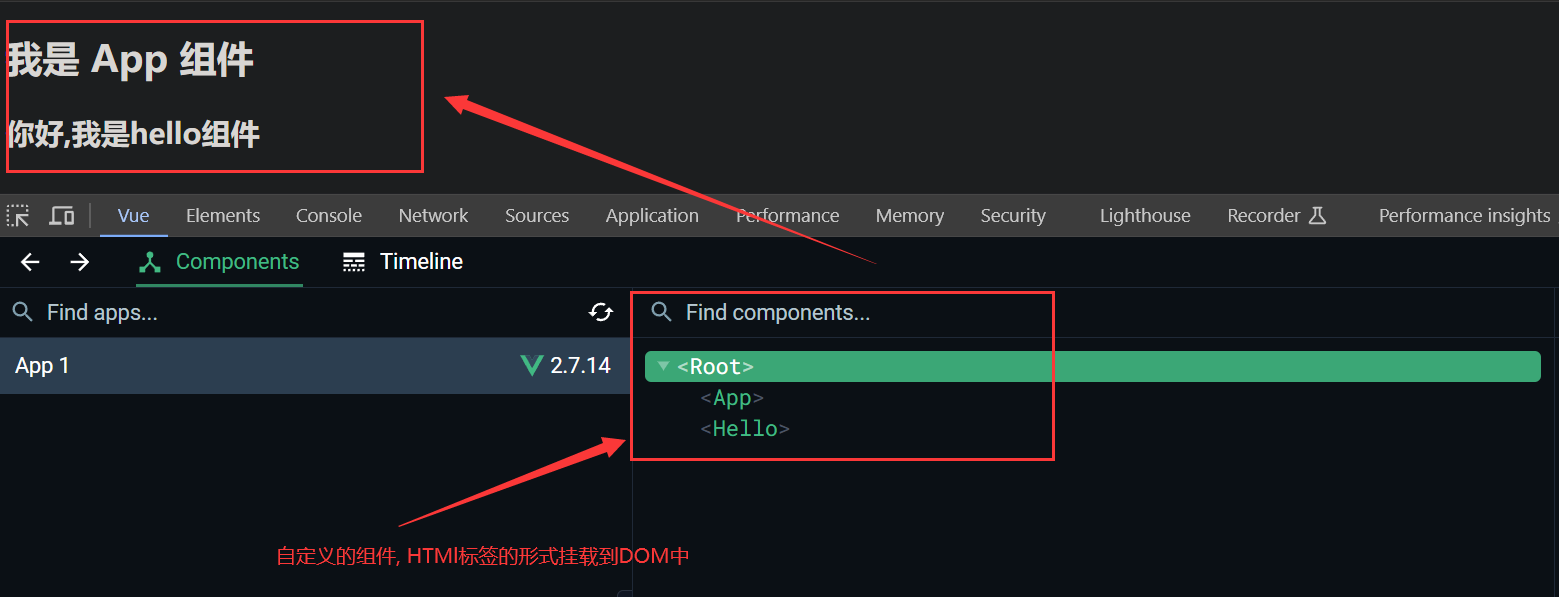 我是 App 组件
你好,我是hello组件
Vue Elements Console Network Sources Application Performance Memory Security Lighthouse Recorder Performance insights
Components Timeline
Find apps... Find components...
App 1 2.7.14 <Root>
<App>
<Hello>
自定义的组件, HTMl标签的形式挂载到DOM中